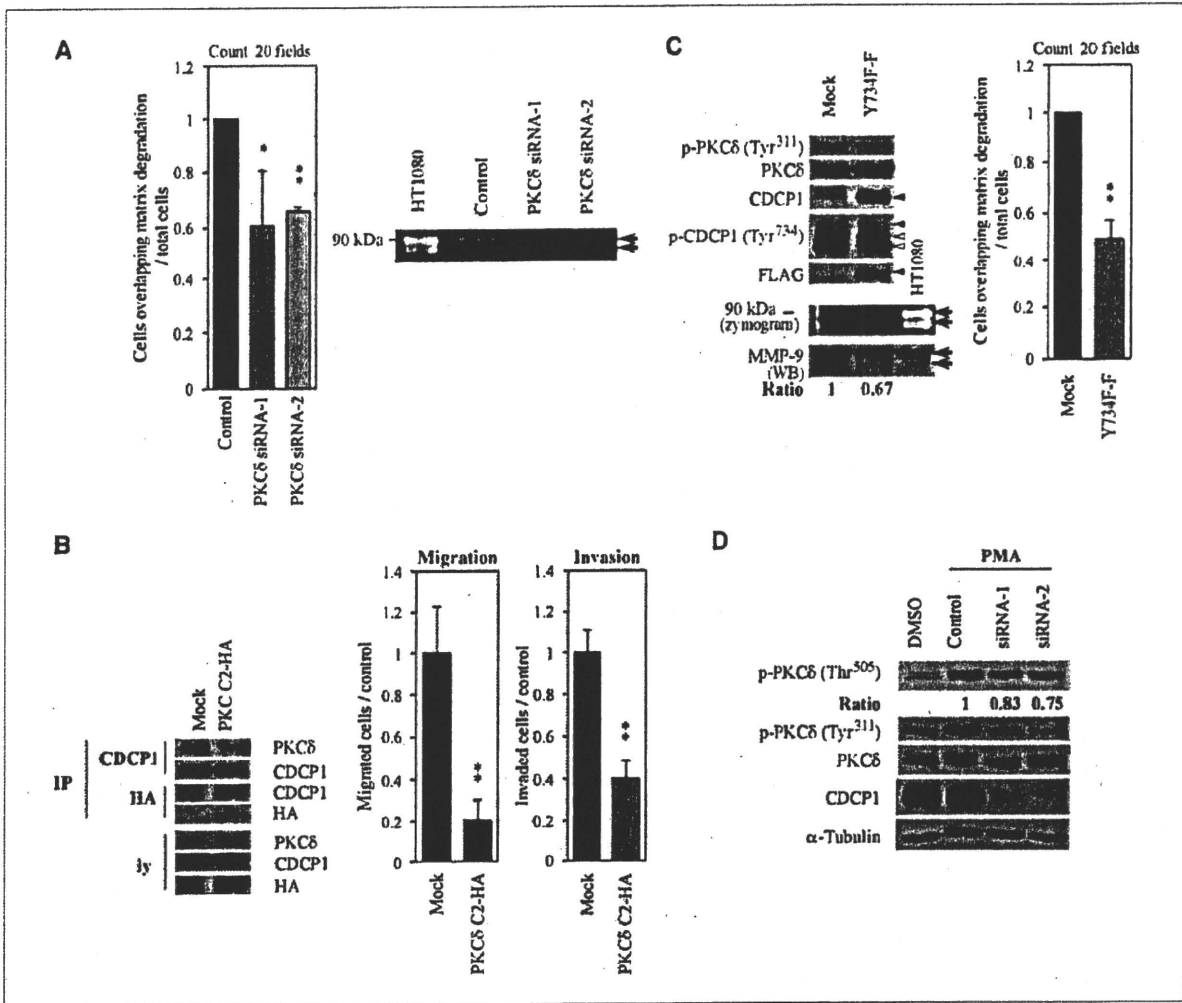 A
Count 20 fields
Cells overlapping matrix degradation
/ total cells
1.2
1
0.8
0.6
0.4
0.2
0
*
**
Control
PKCδ siRNA-1
PKCδ siRNA-2
HT1080
Control
PKCδ siRNA-1
PKCδ siRNA-2
90 kDa
C
Mock
Y734F-F
p-PKCδ (Tyr311)
PKCδ
CDCP1
p-CDCP1 (Tyr734)
FLAG
HT1080
90 kDa
(zymogram)
MMP-9
(WB)
Ratio 1 0.67
Count 20 fields
Cells overlapping matrix degradation
/ total cells
1.2
1
0.8
0.6
0.4
0.2
0
**
Mock
Y734F-F
B
Mock
PKC C2-HA
IP
CDCP1
PKCδ
CDCP1
HA
CDCP1
HA
ly
PKCδ
CDCP1
HA
Migration
Migrated cells / control
1.4
1.2
1
0.8
0.6
0.4
0.2
0
**
Mock
PKCδ C2-HA
Invasion
Invaded cells / control
1.4
1.2
1
0.8
0.6
0.4
0.2
0
**
Mock
PKCδ C2-HA
D
PMA
DMSO
Control
siRNA-1
siRNA-2
p-PKCδ (Thr505)
Ratio 1 0.83 0.75
p-PKCδ (Tyr311)
PKCδ
CDCP1
α-Tubulin